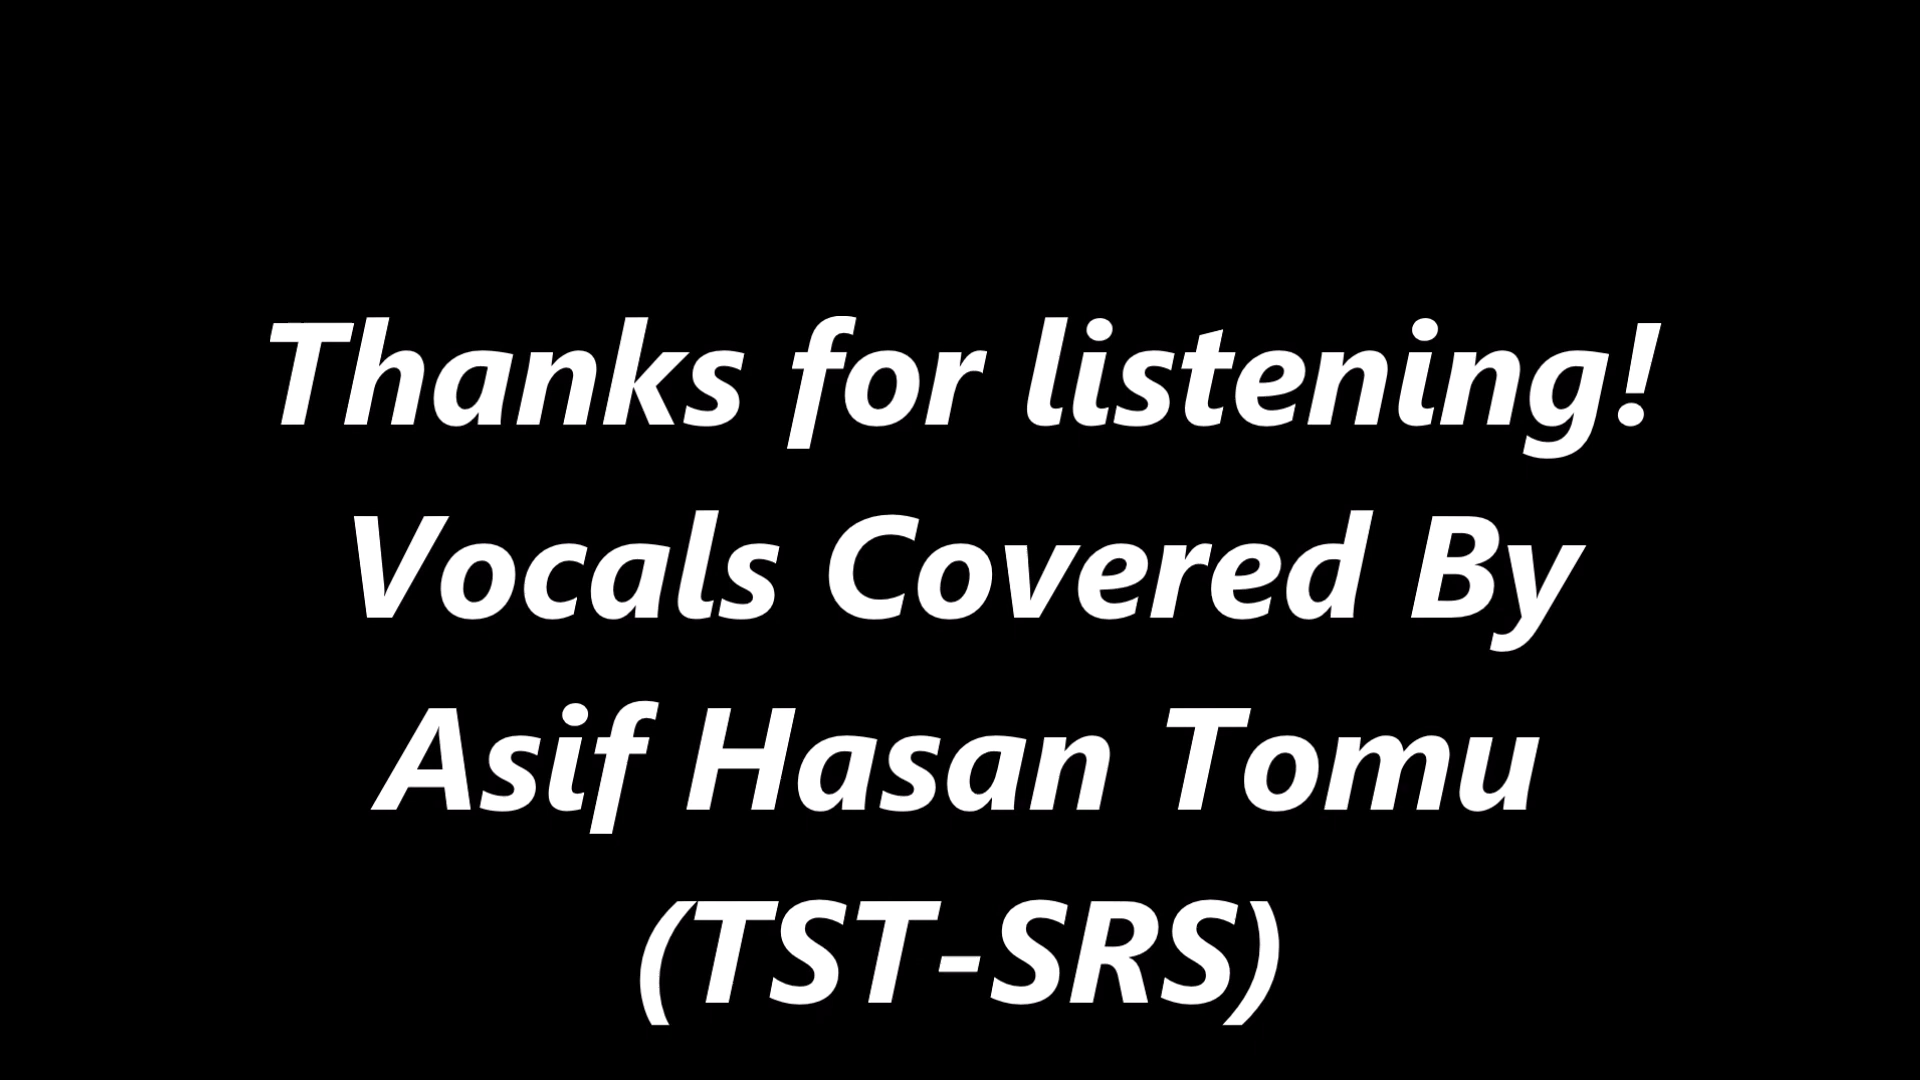 Thanks for listening!
Vocals Covered By
Asif Hasan Tomu
(TST-SRS)